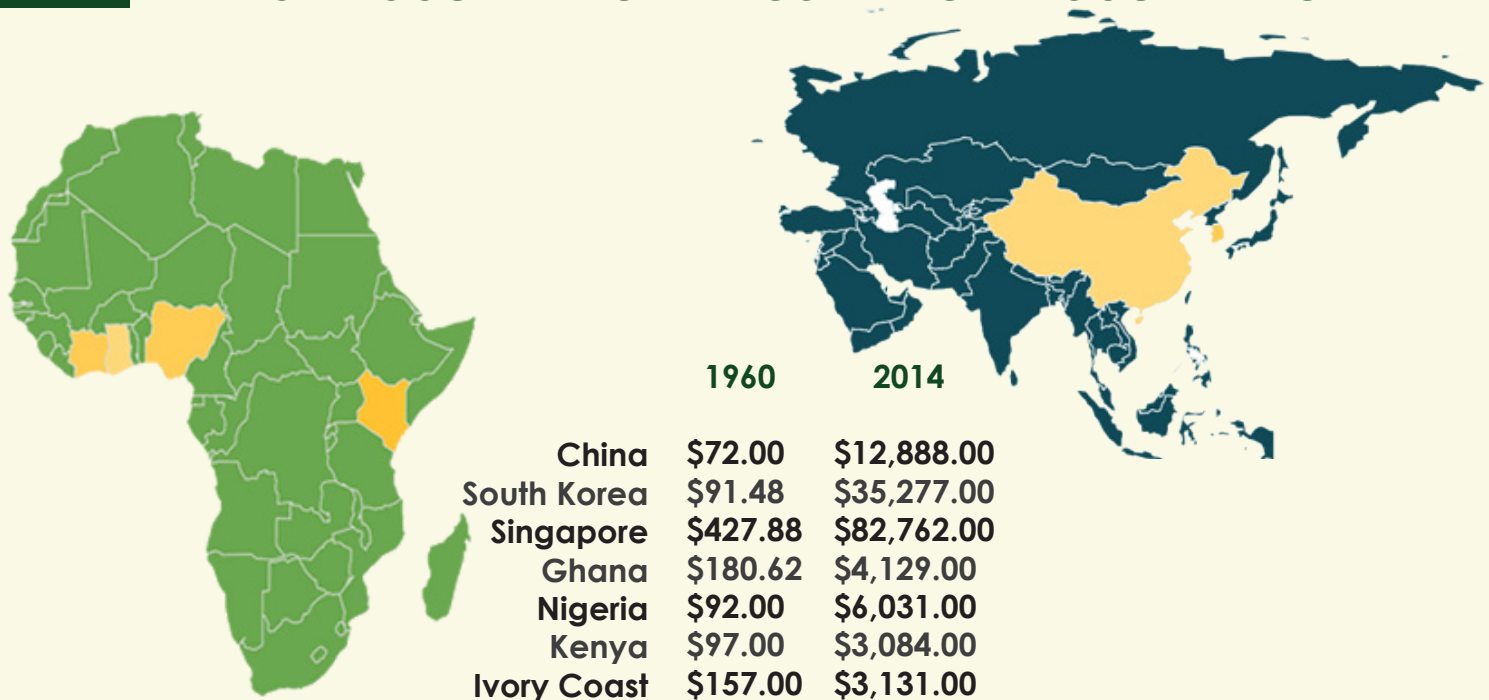 1960 2014
China $72.00 $12,888.00
South Korea $91.48 $35,277.00
Singapore $427.88 $82,762.00
Ghana $180.62 $4,129.00
Nigeria $92.00 $6,031.00
Kenya $97.00 $3,084.00
Ivory Coast $157.00 $3,131.00